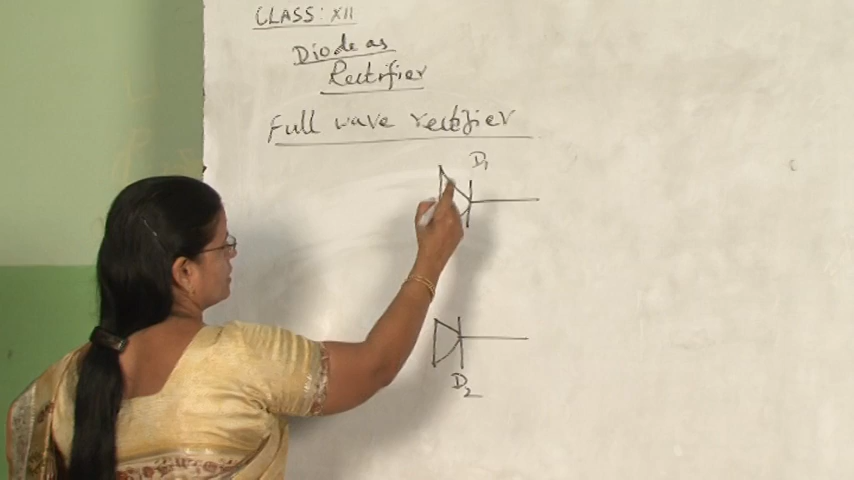 CLASS: XII
Diode as
Rectifier
Full wave rectifier
D1
D2